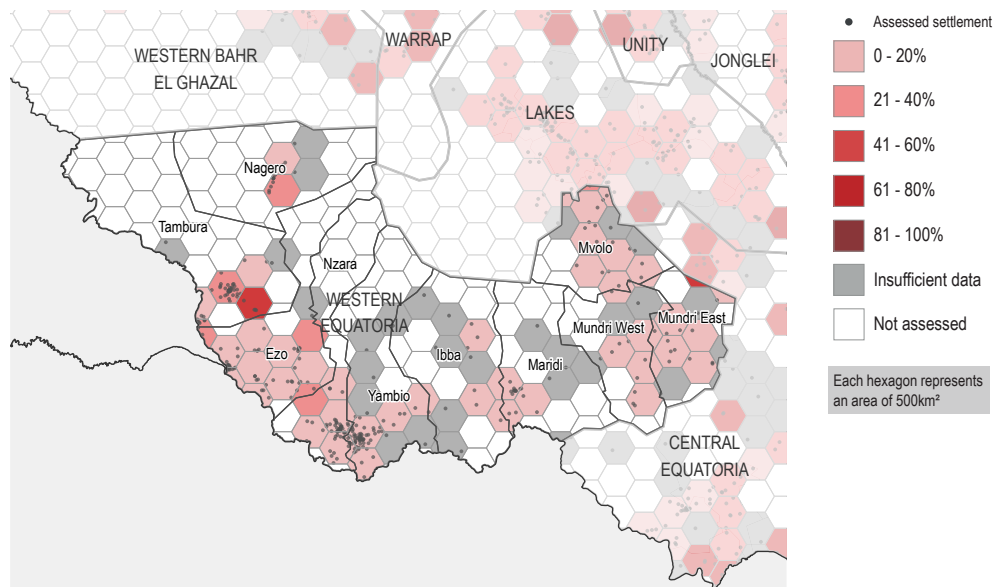 WESTERN BAHR
EL GHAZAL
WARRAP
UNITY
JONGLEI
LAKES
Nagero
Tambura
Nzara
WESTERN
EQUATORIA
Ezo
Yambio
Ibba
Maridi
Mvolo
Mundri West
Mundri East
CENTRAL
EQUATORIA
Assessed settlement
0 - 20%
21 - 40%
41 - 60%
61 - 80%
81 - 100%
Insufficient data
Not assessed
Each hexagon represents
an area of 500km²